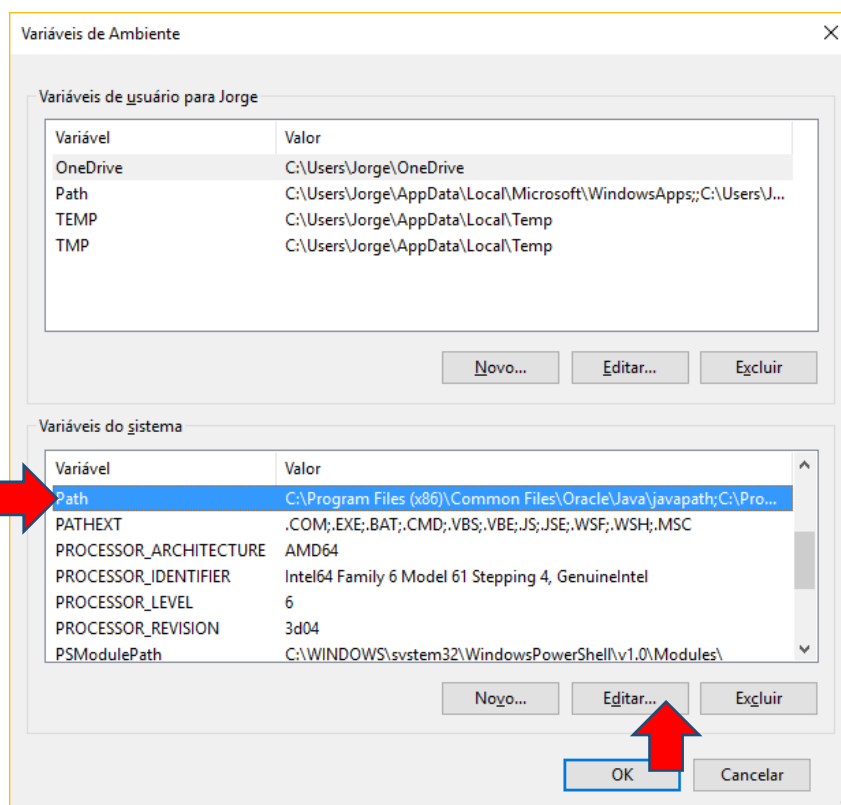 Variáveis de Ambiente
Variáveis de usuário para Jorge
Variável Valor
OneDrive C:\Users\Jorge\OneDrive
Path C:\Users\Jorge\AppData\Local\Microsoft\WindowsApps;;C:\Users\J...
TEMP C:\Users\Jorge\AppData\Local\Temp
TMP C:\Users\Jorge\AppData\Local\Temp
Novo... Editar... Excluir
Variáveis do sistema
Variável Valor
Path C:\Program Files (x86)\Common Files\Oracle\Java\javapath;C:\Pro...
PATHEXT .COM;.EXE;.BAT;.CMD;.VBS;.VBE;.JS;.JSE;.WSF;.WSH;.MSC
PROCESSOR_ARCHITECTURE AMD64
PROCESSOR_IDENTIFIER Intel64 Family 6 Model 61 Stepping 4, GenuineIntel
PROCESSOR_LEVEL 6
PROCESSOR_REVISION 3d04
PSModulePath C:\WINDOWS\system32\WindowsPowerShell\v1.0\Modules\
Novo... Editar... Excluir
OK Cancelar